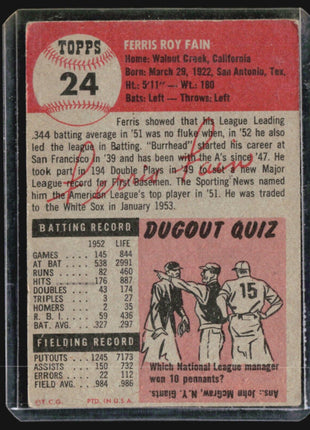 TOPPS
24
FERRIS ROY FAIN
Home: Walnut Creek, California
Born: March 29, 1922, San Antonio, Tex.
Ht.: 5'11" - Wt.: 180
Bats: Left - Throws: Left
Ferris showed that his League Leading
.344 batting average in '51 was no fluke when, in '52 he also
led the League in Batting. "Burrhead" started his career at
San Francisco in '39 and has been with the A's since '47. He
took part in 194 Double Plays in '49 to set a new Major
League record for First Basemen. The Sporting News named
him the American League's top player in '51. He was traded
to the White Sox in January 1953.
Ferris Fain
BATTING RECORD
1952 LIFE
GAMES 145 844
AT BAT 538 2991
RUNS 82 460
HITS 176 887
DOUBLES 43 174
TRIPLES 3 27
HOMERS 2 35
R. B. I. 59 436
BAT. AVE. .327 .297
FIELDING RECORD
PUTOUTS 1245 7173
ASSISTS 150 732
ERRORS 22 112
FIELD AVG. .984 .986
©T.C.G. PTD. IN U.S.A.
DUGOUT QUIZ
15
Which National League manager
won 10 pennants?
Ans.: John McGraw, N. Y. Giants.